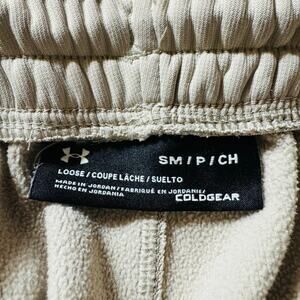 SM / P / CH
LOOSE / COUPE LÂCHE / SUELTO
MADE IN JORDAN / FABRIQUÉ EN JORDANIE/
HECHO EN JORDANIA
COLDGEAR